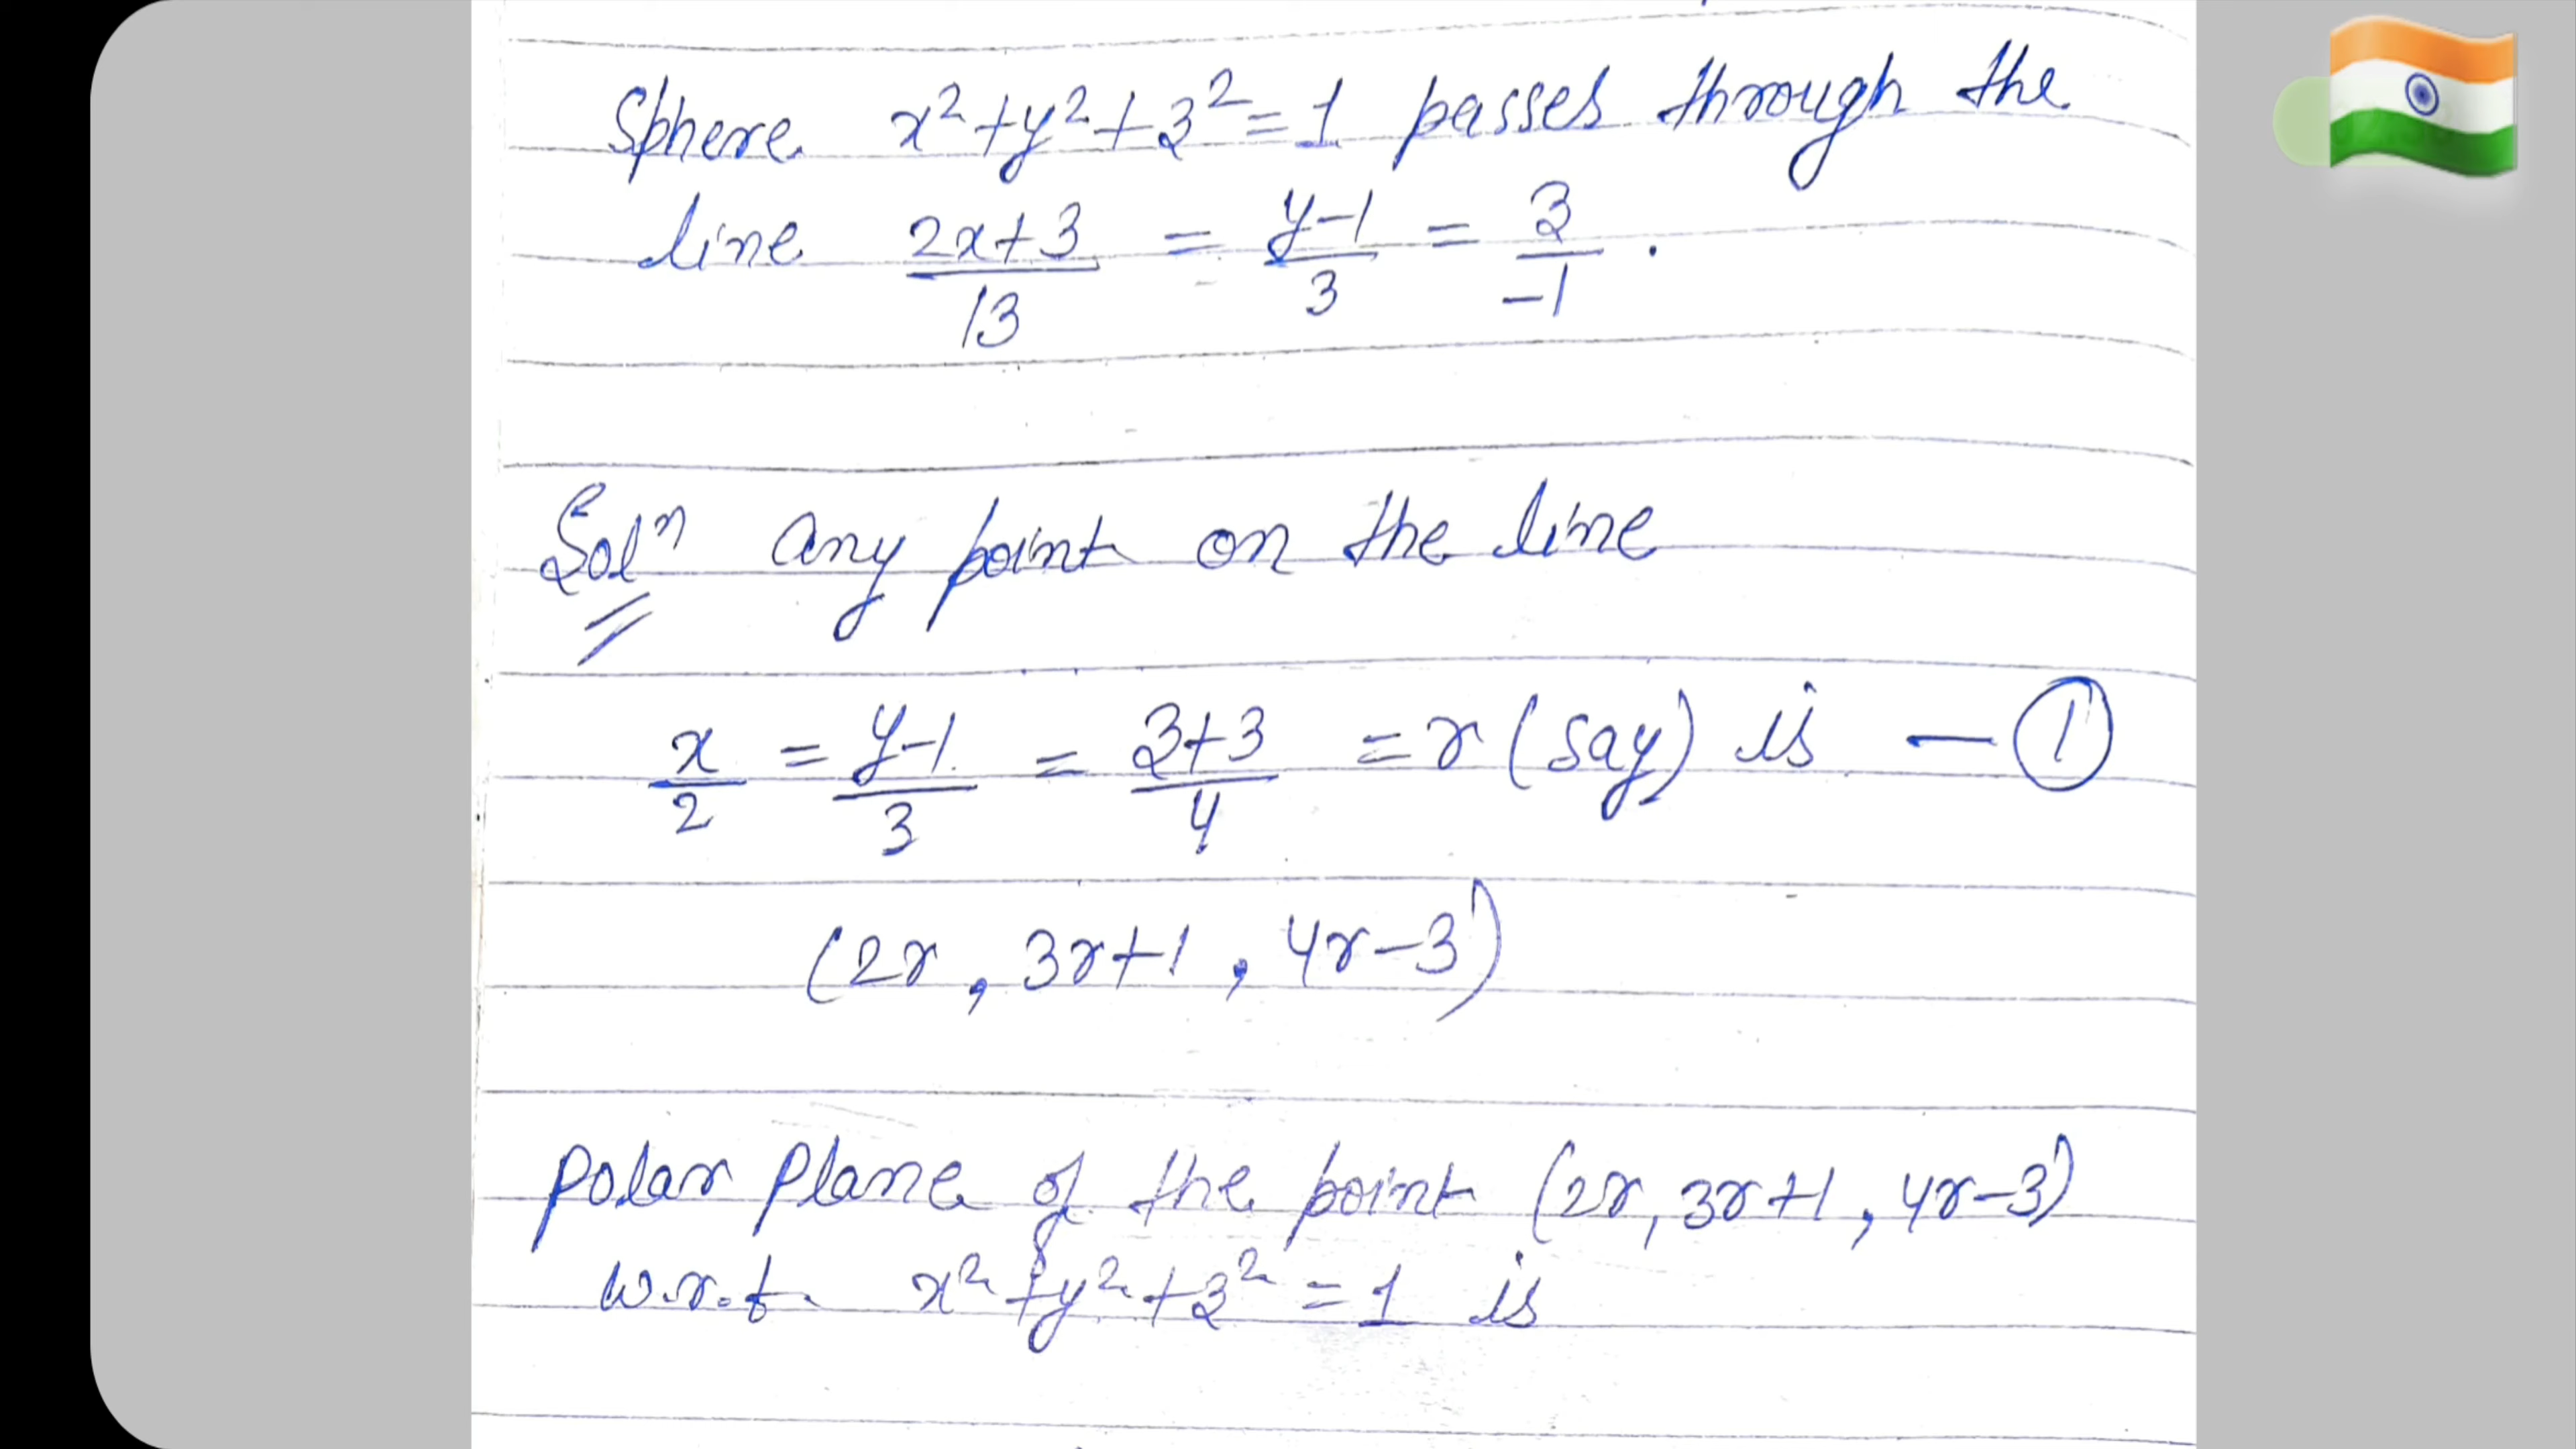 Sphere x²+y²+z²=1 passes through the
line (2x+3)/13 = (y-1)/3 = z/-1 .
Solⁿ any point on the line
x/2 = (y-1)/3 = (z+3)/4 = r (say) is — ①
(2r, 3r+1, 4r-3)
polar plane of the point (2r, 3r+1, 4r-3)
w.r.t. x²+y²+z²=1 is